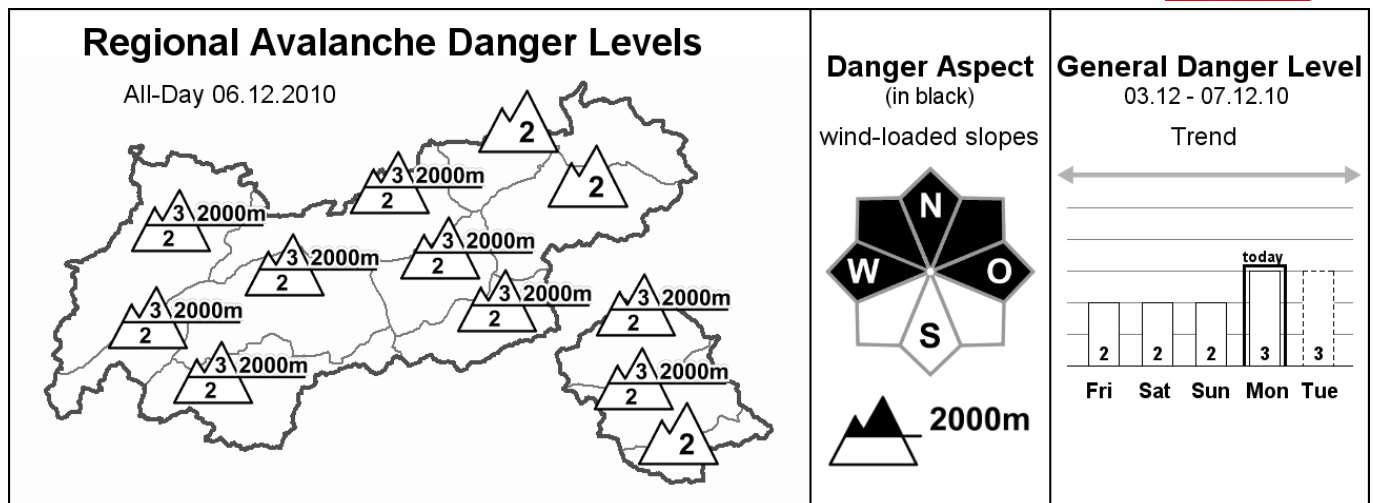 Regional Avalanche Danger Levels
All-Day 06.12.2010
2
2
3 2000m
2
3 2000m
2
3 2000m
2
3 2000m
2
3 2000m
2
3 2000m
2
3 2000m
2
3 2000m
2
3 2000m
2
2
Danger Aspect
(in black)
wind-loaded slopes
N
W O
S
2000m
General Danger Level
03.12 - 07.12.10
Trend
today
2 2 2 3 3
Fri Sat Sun Mon Tue